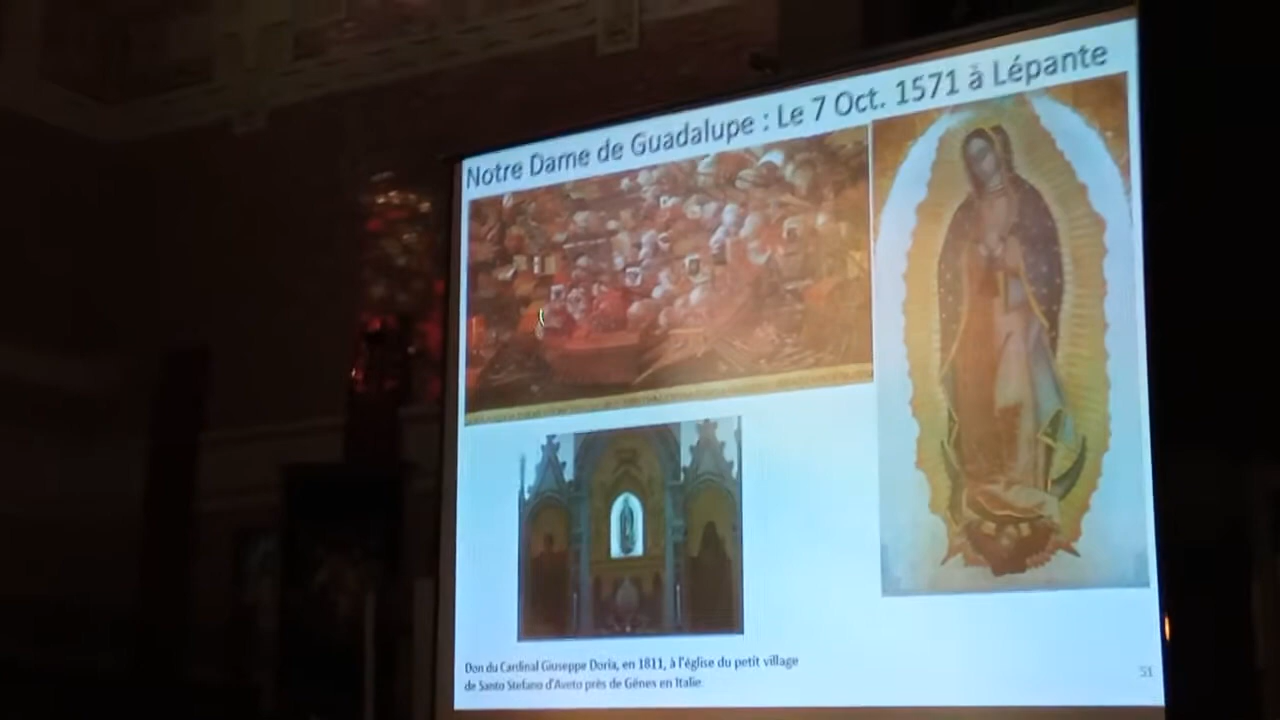 Notre Dame de Guadalupe : Le 7 Oct. 1571 à Lépante
Don du Cardinal Giuseppe Doria, en 1811, à l'église du petit village
de Santo Stefano d'Aveto près de Gênes en Italie.
51